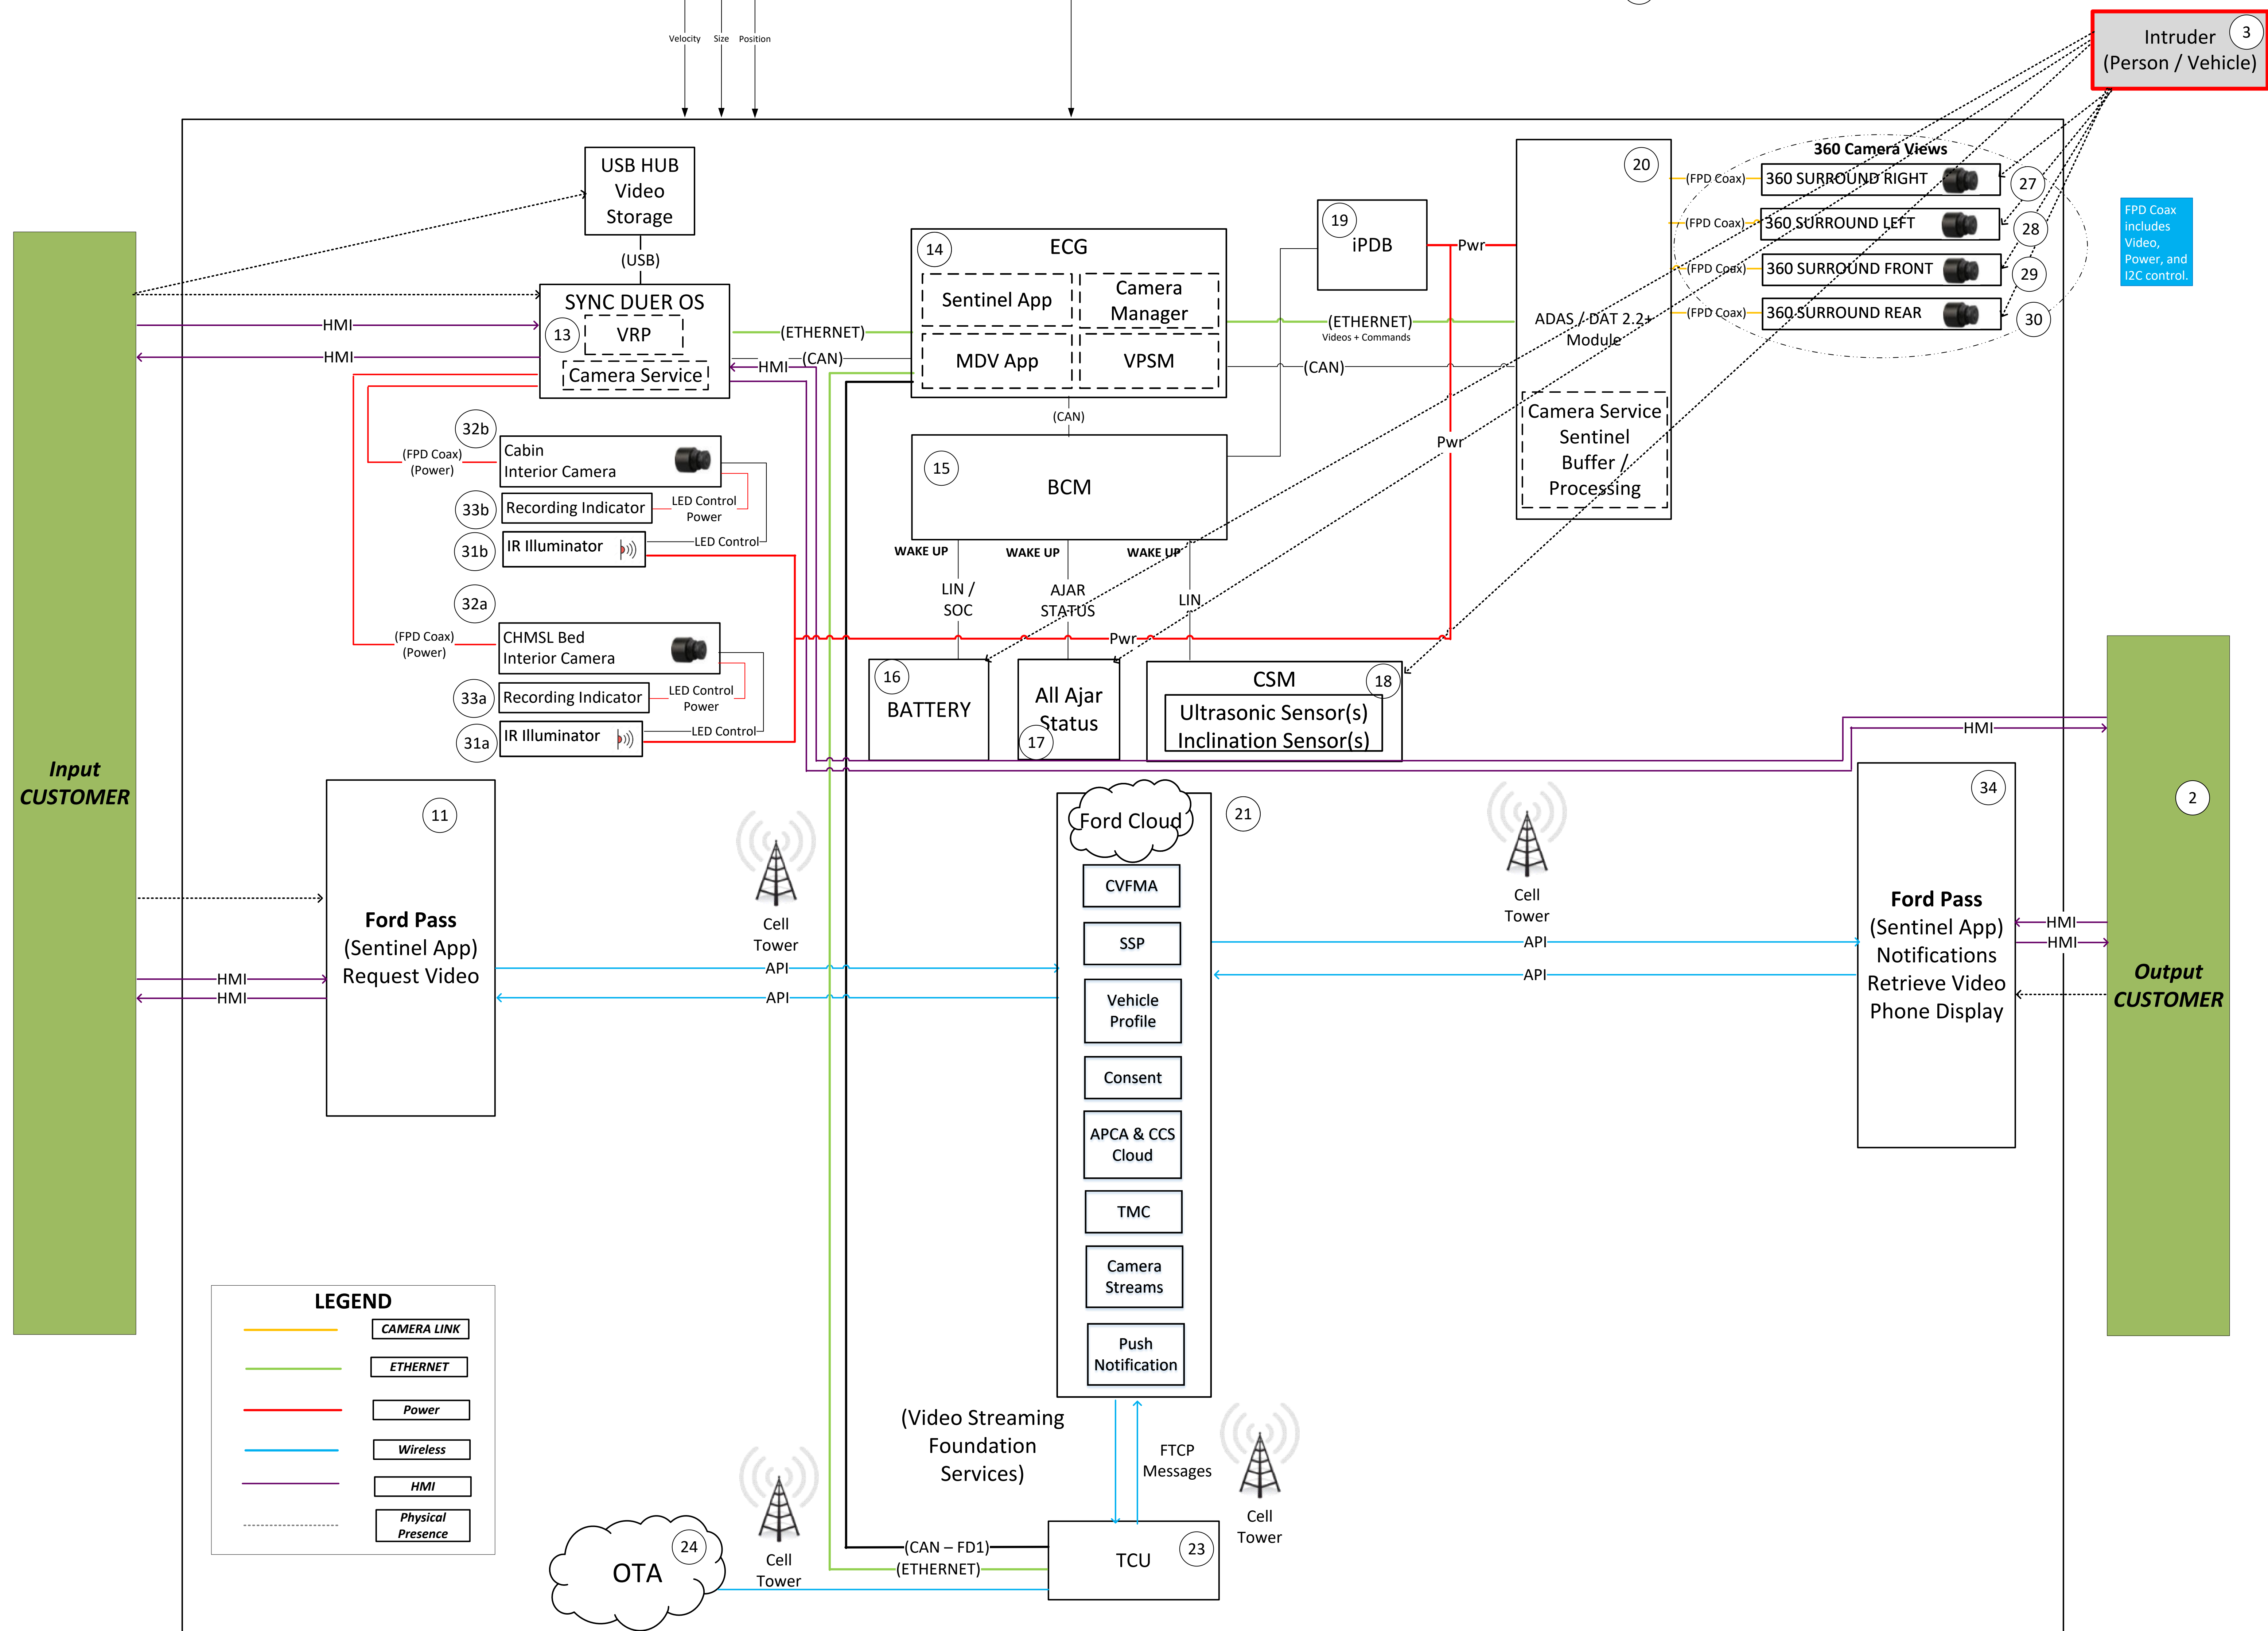 Velocity
Size
Position
Intruder
(Person / Vehicle)
3
USB HUB
Video
Storage
(USB)
SYNC DUER OS
13
VRP
Camera Service
HMI
HMI
(ETHERNET)
(CAN)
HMI
14
ECG
Sentinel App
Camera
Manager
MDV App
VPSM
(CAN)
19
iPDB
Pwr
(ETHERNET)
Videos + Commands
(CAN)
Pwr
20
ADAS / DAT 2.2+
Module
Camera Service
Sentinel
Buffer /
Processing
360 Camera Views
(FPD Coax)
360 SURROUND RIGHT
27
(FPD Coax)
360 SURROUND LEFT
28
(FPD Coax)
360 SURROUND FRONT
29
(FPD Coax)
360 SURROUND REAR
30
FPD Coax
includes
Video,
Power, and
I2C control.
32b
(FPD Coax)
(Power)
Cabin
Interior Camera
33b
Recording Indicator
LED Control
Power
31b
IR Illuminator
LED Control
32a
(FPD Coax)
(Power)
CHMSL Bed
Interior Camera
33a
Recording Indicator
LED Control
Power
31a
IR Illuminator
LED Control
15
BCM
WAKE UP
WAKE UP
WAKE UP
LIN /
SOC
AJAR
STATUS
LIN
Pwr
16
BATTERY
All Ajar
Status
17
CSM
18
Ultrasonic Sensor(s)
Inclination Sensor(s)
HMI
Input
CUSTOMER
11
Ford Pass
(Sentinel App)
Request Video
HMI
HMI
Cell
Tower
API
API
Ford Cloud
21
CVFMA
SSP
Vehicle
Profile
Consent
APCA & CCS
Cloud
TMC
Camera
Streams
Push
Notification
Cell
Tower
API
API
34
Ford Pass
(Sentinel App)
Notifications
Retrieve Video
Phone Display
HMI
HMI
2
Output
CUSTOMER
LEGEND
CAMERA LINK
ETHERNET
Power
Wireless
HMI
Physical
Presence
(Video Streaming
Foundation
Services)
FTCP
Messages
Cell
Tower
OTA
24
Cell
Tower
(CAN – FD1)
(ETHERNET)
TCU
23